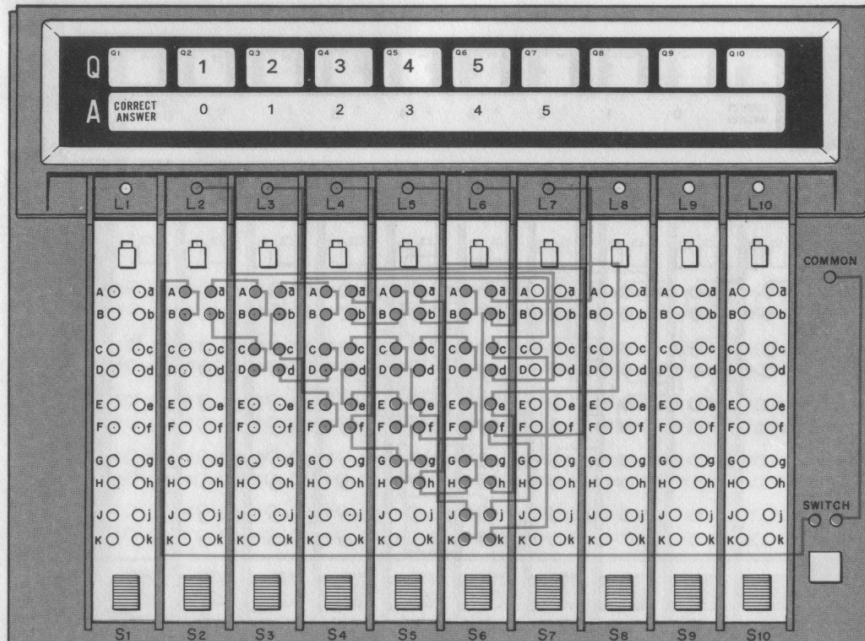 Q1 Q2 Q3 Q4 Q5 Q6 Q7 Q8 Q9 Q10
Q 1 2 3 4 5
A CORRECT ANSWER 0 1 2 3 4 5
L1 L2 L3 L4 L5 L6 L7 L8 L9 L10
COMMON
A a A a A a A a A a A a A a A a A a A a
B b B b B b B b B b B b B b B b B b B b
C c C c C c C c C c C c C c C c C c C c
D d D d D d D d D d D d D d D d D d D d
E e E e E e E e E e E e E e E e E e E e
F f F f F f F f F f F f F f F f F f F f
G g G g G g G g G g G g G g G g G g G g
H h H h H h H h H h H h H h H h H h H h
SWITCH
J j J j J j J j J j J j J j J j J j J j
K k K k K k K k K k K k K k K k K k K k
S1 S2 S3 S4 S5 S6 S7 S8 S9 S10